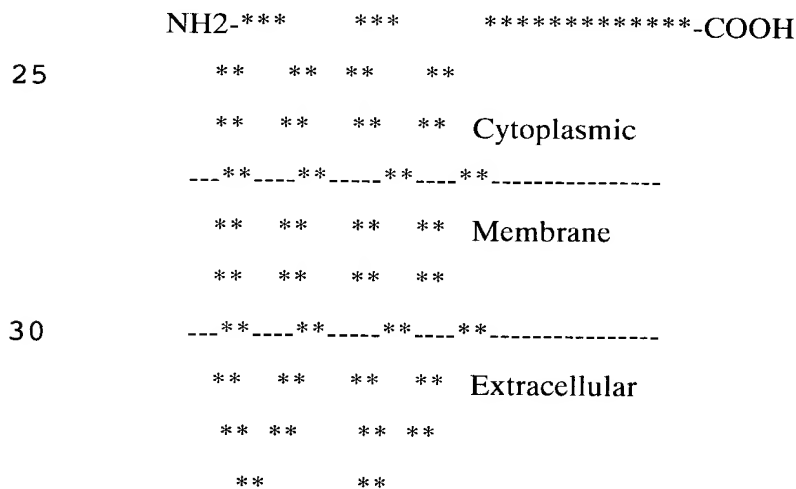 NH2-*** *** *************-COOH
25 ** ** ** **
** ** ** ** Cytoplasmic
---**----**-----**----**----------------
** ** ** ** Membrane
** ** ** **
30 ---**----**-----**----**----------------
** ** ** ** Extracellular
** ** ** **
** **